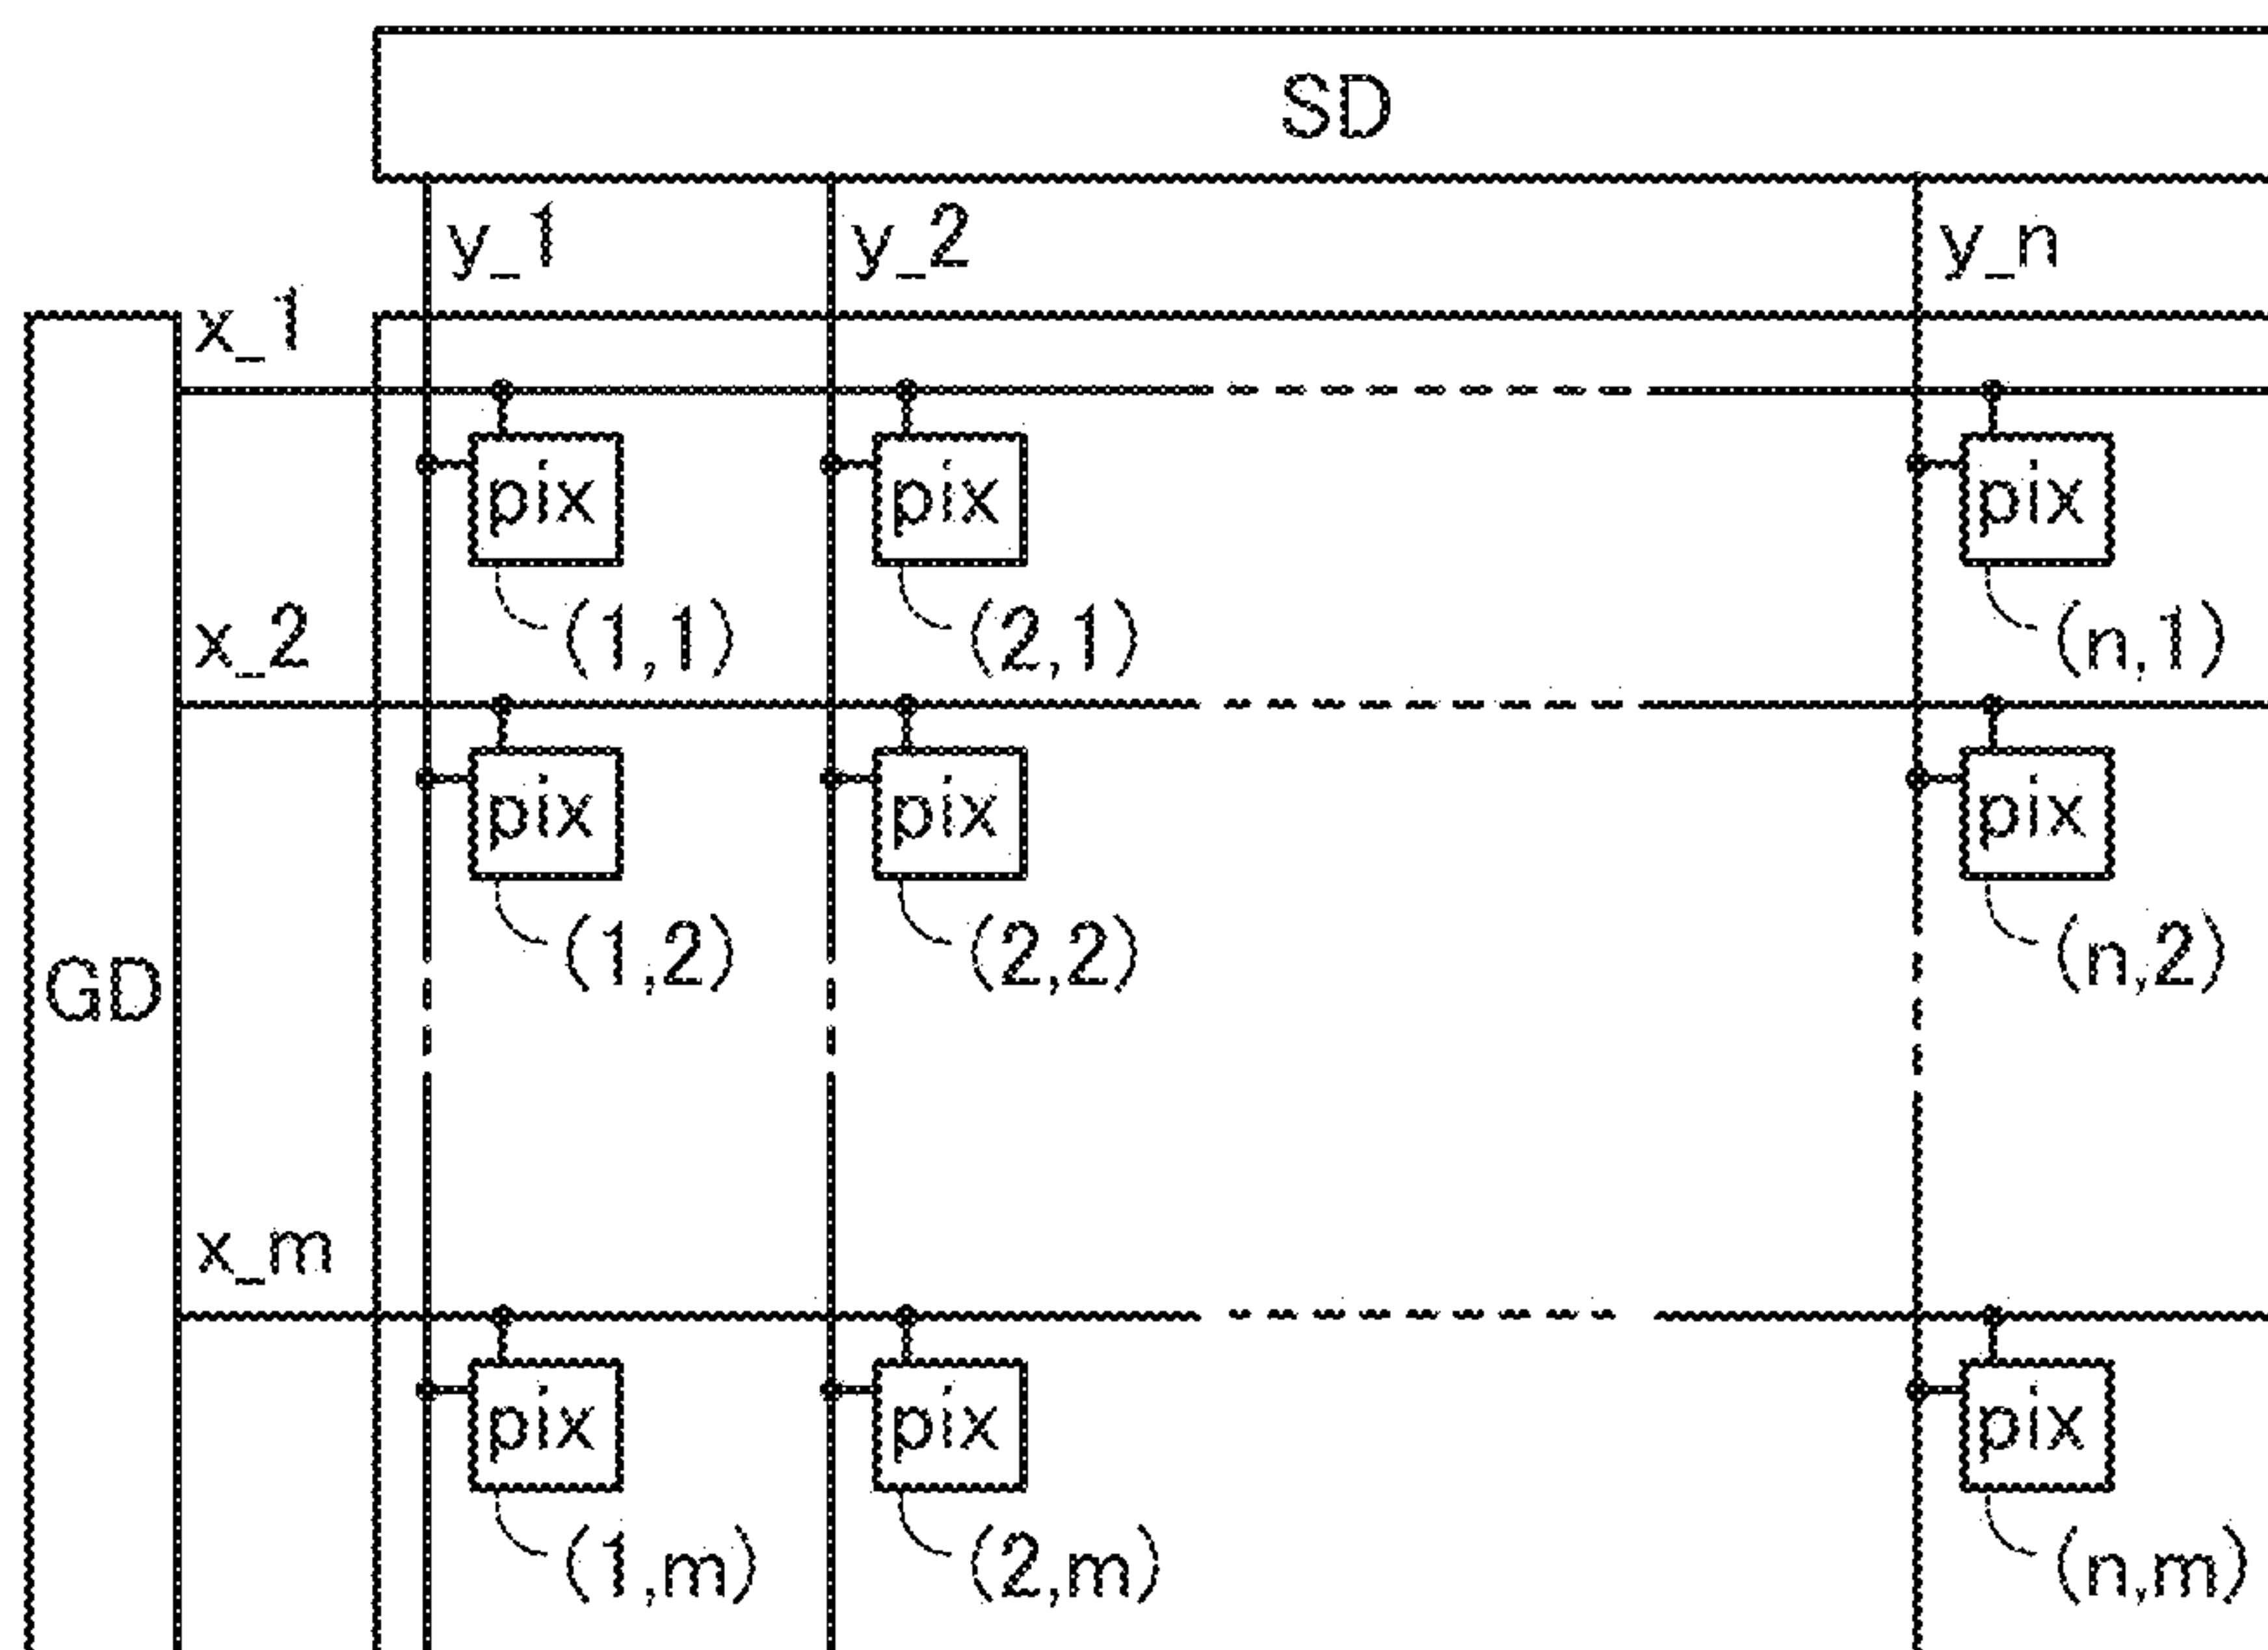 SD
y_1 y_2 y_n
x_1
pix pix pix
(1,1) (2,1) (n,1)
x_2
pix pix pix
(1,2) (2,2) (n,2)
GD
x_m
pix pix pix
(1,m) (2,m) (n,m)